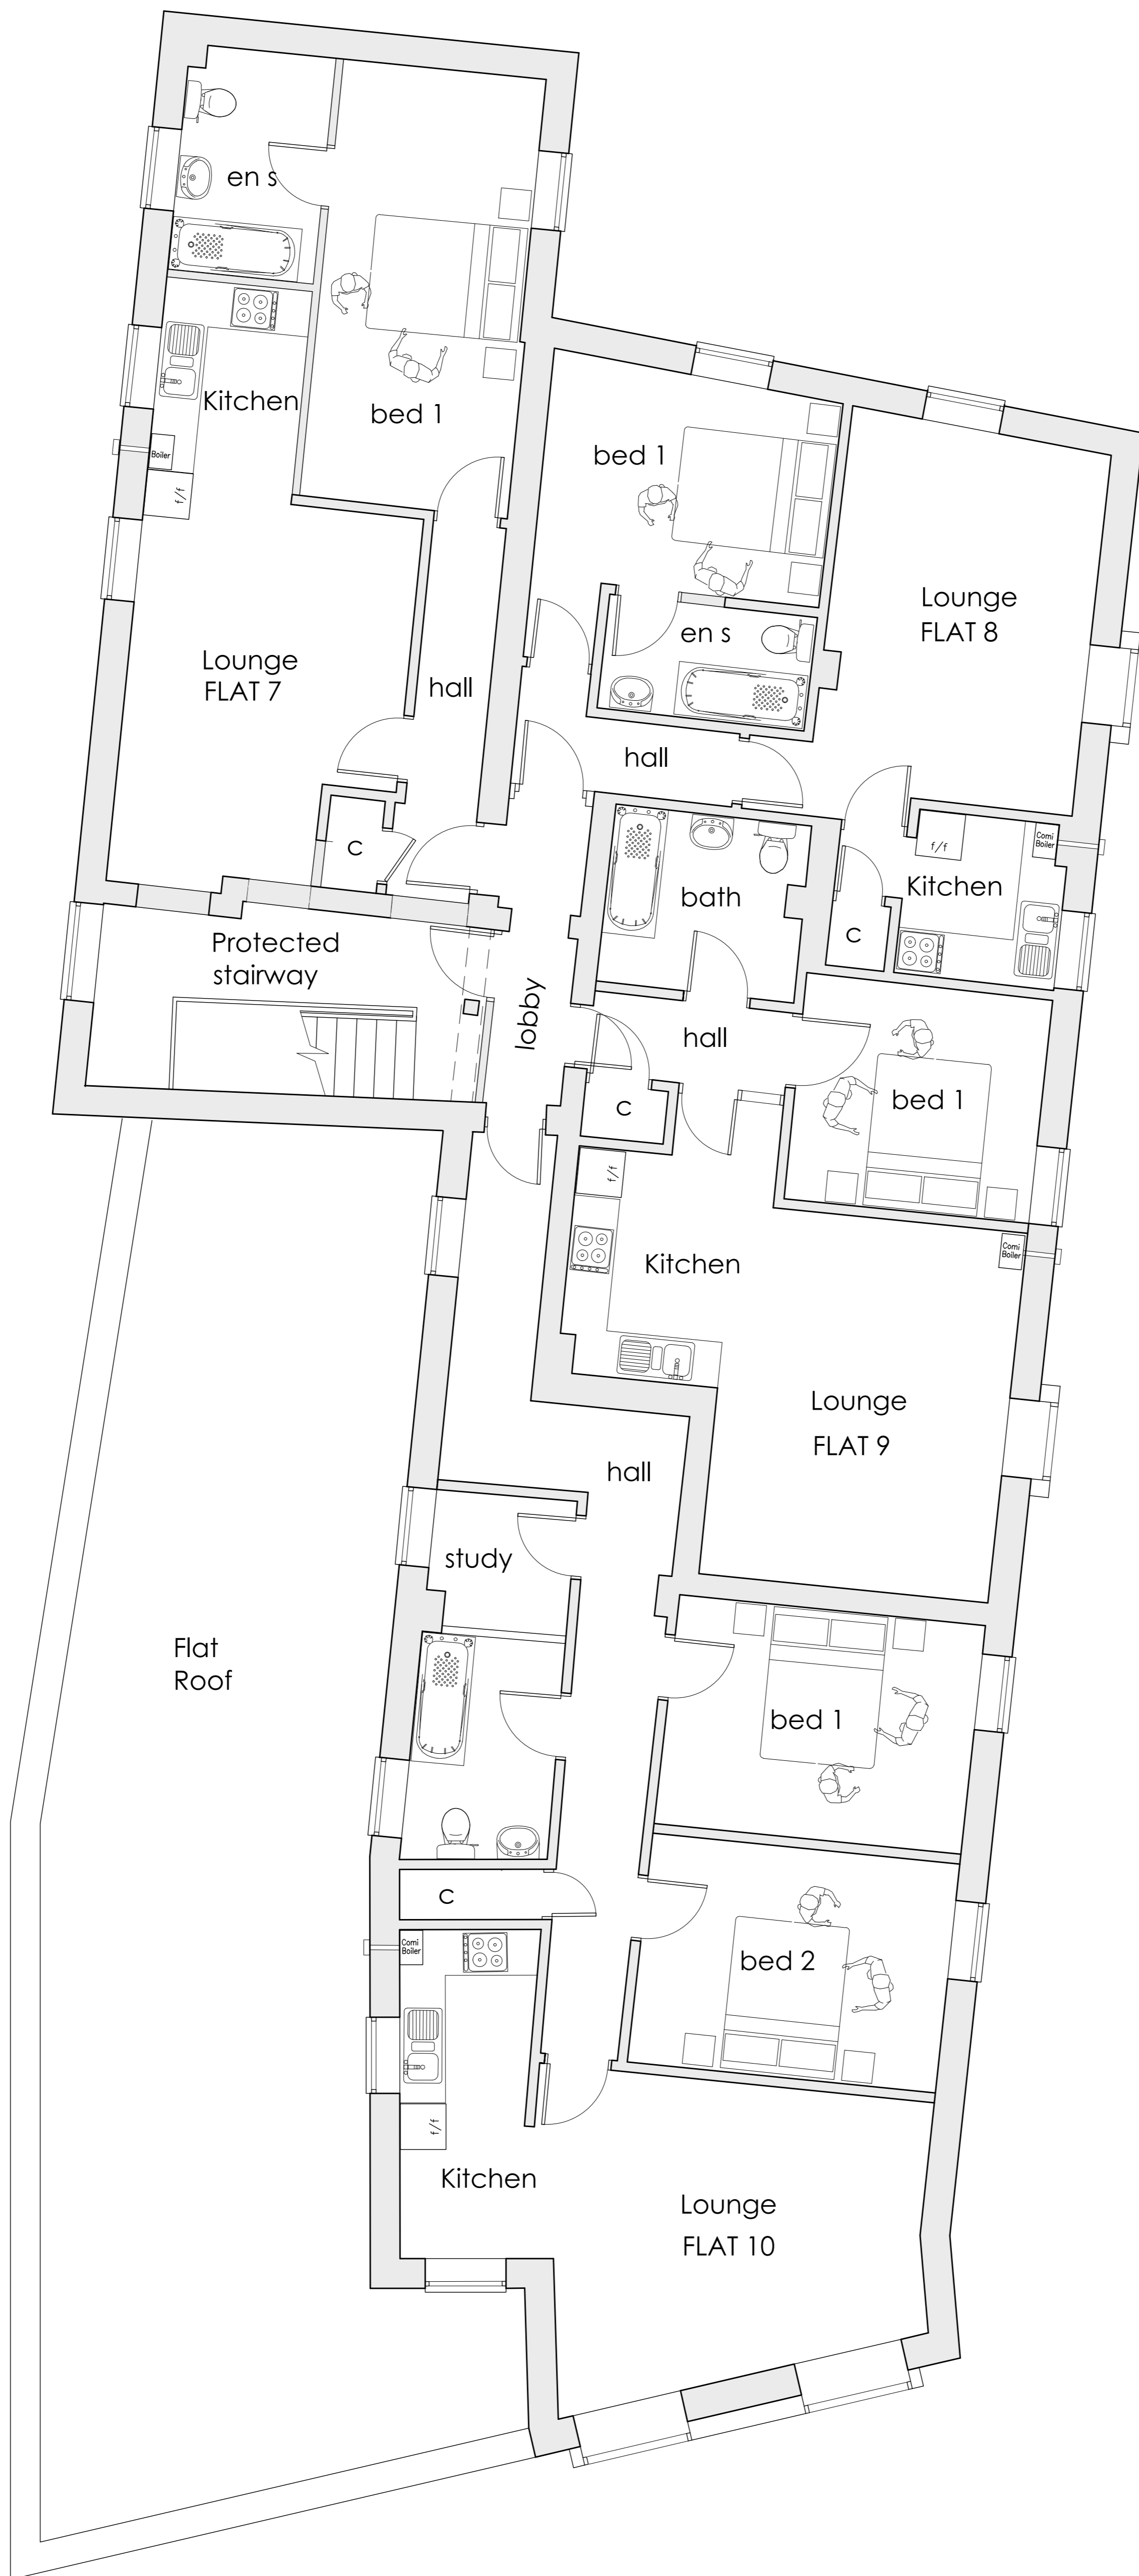 en s
Kitchen
bed 1
Boiler
f/f
bed 1
Lounge
FLAT 8
en s
Lounge
FLAT 7
hall
hall
c
f/f
Comi
Boiler
Kitchen
bath
c
Protected
stairway
lobby
hall
c
bed 1
f/f
Kitchen
Comi
Boiler
Lounge
FLAT 9
hall
study
Flat
Roof
bed 1
c
Comi
Boiler
bed 2
f/f
Kitchen
Lounge
FLAT 10